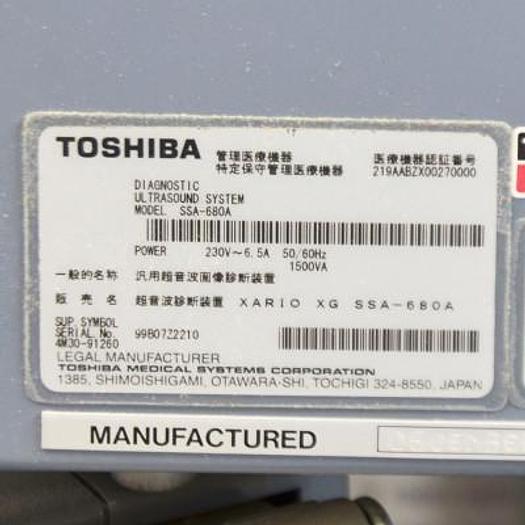 TOSHIBA 管理医療機器 医療機器認証番号
特定保守管理医療機器 219AABZX00270000
DIAGNOSTIC
ULTRASOUND SYSTEM
MODEL SSA-680A
POWER 230V~6.5A 50/60Hz
1500VA
一般的名称 汎用超音波画像診断装置
販売名 超音波診断装置 XARIO XG SSA-680A
SUP. SYMBOL
SERIAL No. 99B07Z2210
4M30-91260
LEGAL MANUFACTURER
TOSHIBA MEDICAL SYSTEMS CORPORATION
1385, SHIMOISHIGAMI, OTAWARA-SHI, TOCHIGI 324-8550, JAPAN
MANUFACTURED